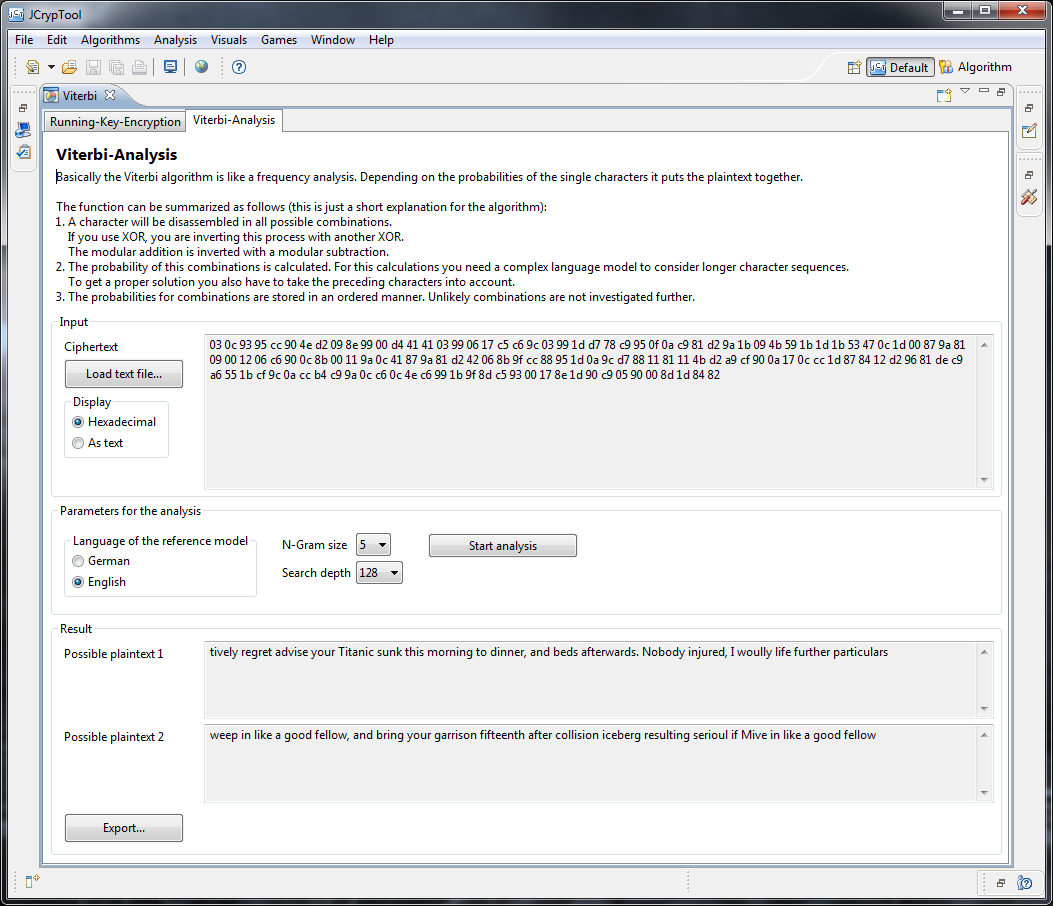 JCrypTool
File Edit Algorithms Analysis Visuals Games Window Help
Default Algorithm
Viterbi
Running-Key-Encryption Viterbi-Analysis
Viterbi-Analysis
Basically the Viterbi algorithm is like a frequency analysis. Depending on the probabilities of the single characters it puts the plaintext together.
The function can be summarized as follows (this is just a short explanation for the algorithm):
1. A character will be disassembled in all possible combinations.
If you use XOR, you are inverting this process with another XOR.
The modular addition is inverted with a modular subtraction.
2. The probability of this combinations is calculated. For this calculations you need a complex language model to consider longer character sequences.
To get a proper solution you also have to take the preceding characters into account.
3. The probabilities for combinations are stored in an ordered manner. Unlikely combinations are not investigated further.
Input
Ciphertext
Load text file...
Display
Hexadecimal
As text
03 0c 93 95 cc 90 4e d2 09 8e 99 00 d4 41 41 03 99 06 17 c5 c6 9c 03 99 1d d7 78 c9 95 0f 0a c9 81 d2 9a 1b 09 4b 59 1b 1d 1b 53 47 0c 1d 00 87 9a 81
09 00 12 06 c6 90 0c 8b 00 11 9a 0c 41 87 9a 81 d2 42 06 8b 9f cc 88 95 1d 0a 9c d7 88 11 81 11 4b d2 a9 cf 90 0a 17 0c cc 1d 87 84 12 d2 96 81 de c9
a6 55 1b cf 9c 0a cc b4 c9 9a 0c c6 0c 4e c6 99 1b 9f 8d c5 93 00 17 8e 1d 90 c9 05 90 00 8d 1d 84 82
Parameters for the analysis
Language of the reference model
German
English
N-Gram size 5
Search depth 128
Start analysis
Result
Possible plaintext 1
tively regret advise your Titanic sunk this morning to dinner, and beds afterwards. Nobody injured, I woully life further particulars
Possible plaintext 2
weep in like a good fellow, and bring your garrison fifteenth after collision iceberg resulting serioul if Mive in like a good fellow
Export...